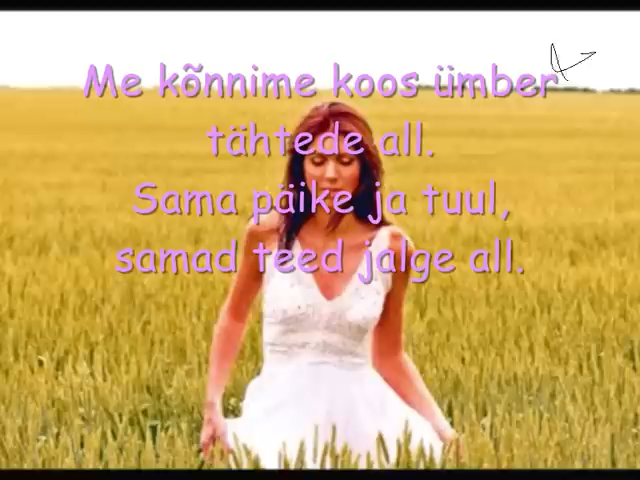 Me kõnnime koos ümber
tähtede all.
Sama päike ja tuul,
samad teed jalge all.